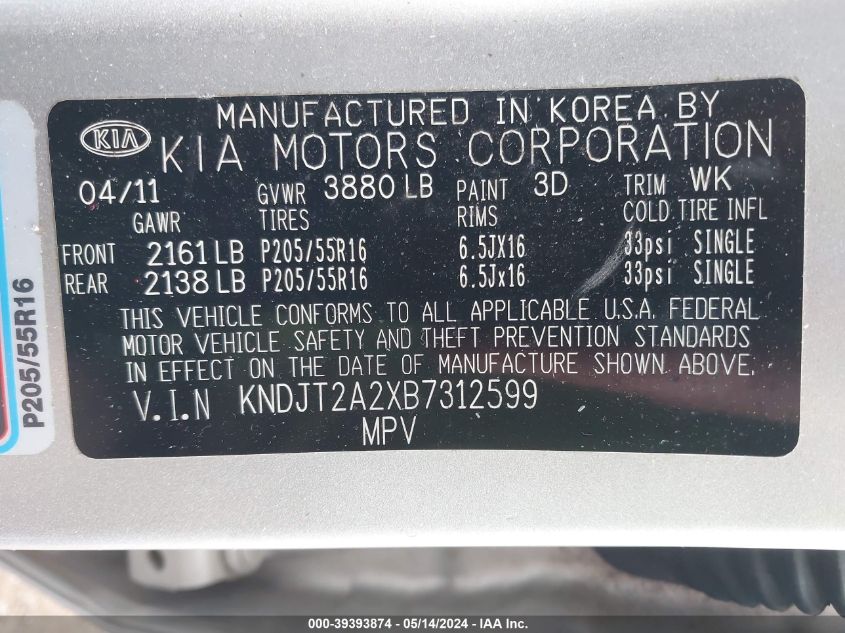 MANUFACTURED IN KOREA BY
KIA KIA MOTORS CORPORATION
04/11 GVWR 3880 LB PAINT 3D TRIM WK
GAWR TIRES RIMS COLD TIRE INFL
FRONT 2161 LB P205/55R16 6.5JX16 33psi SINGLE
REAR 2138 LB P205/55R16 6.5Jx16 33psi SINGLE
THIS VEHICLE CONFORMS TO ALL APPLICABLE U.S.A. FEDERAL
MOTOR VEHICLE SAFETY AND THEFT PREVENTION STANDARDS
IN EFFECT ON THE DATE OF MANUFACTURE SHOWN ABOVE.
V.I.N KNDJT2A2XB7312599
MPV
P205/55R16
000-39393874 - 05/14/2024 - IAA Inc.